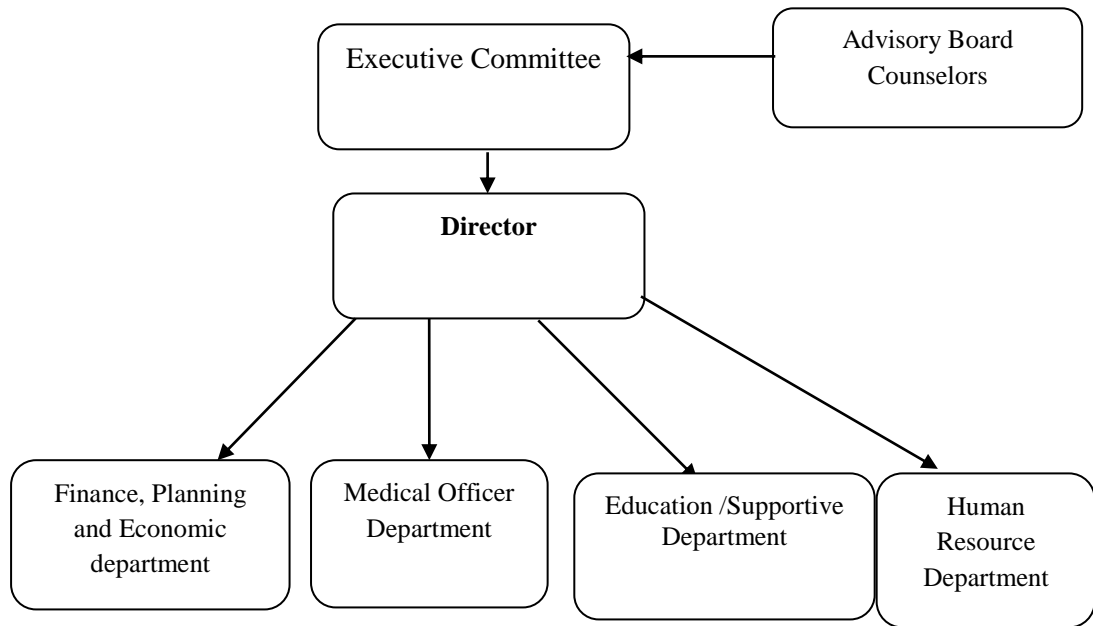 Executive Committee
Advisory Board
Counselors
Director
Finance, Planning
and Economic
department
Medical Officer
Department
Education /Supportive
Department
Human
Resource
Department